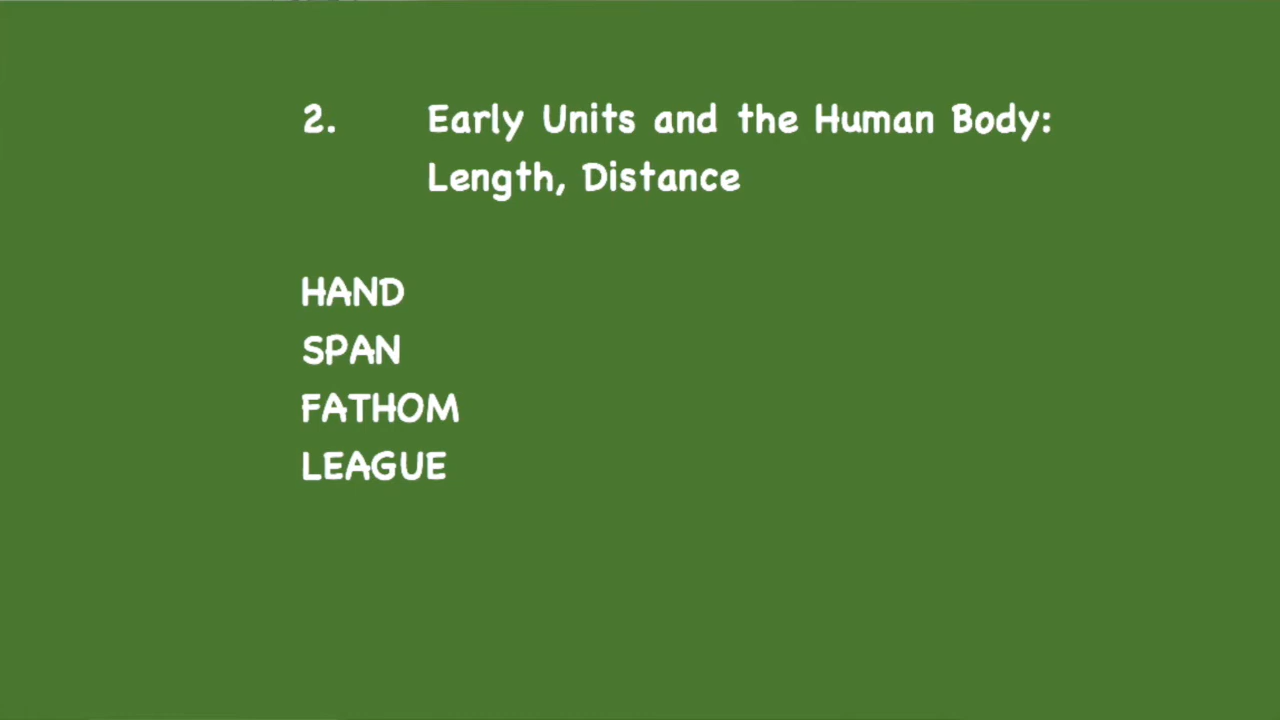 2. Early Units and the Human Body:
Length, Distance
HAND
SPAN
FATHOM
LEAGUE